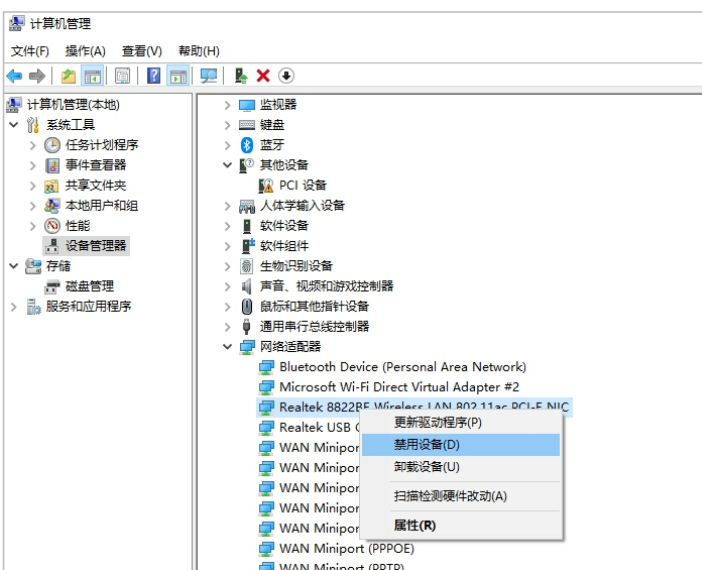 计算机管理
文件(F) 操作(A) 查看(V) 帮助(H)
计算机管理(本地)
系统工具
任务计划程序
事件查看器
共享文件夹
本地用户和组
性能
设备管理器
存储
磁盘管理
服务和应用程序
监视器
键盘
蓝牙
其他设备
PCI 设备
人体学输入设备
软件设备
软件组件
生物识别设备
声音、视频和游戏控制器
鼠标和其他指针设备
通用串行总线控制器
网络适配器
Bluetooth Device (Personal Area Network)
Microsoft Wi-Fi Direct Virtual Adapter #2
Realtek 8822BE Wireless LAN 802.11ac PCI-E NIC
Realtek USB
WAN Minipor
WAN Minipor
WAN Minipor
WAN Minipor
WAN Minipor
WAN Miniport (PPPOE)
WAN Miniport (PPTP)
更新驱动程序(P)
禁用设备(D)
卸载设备(U)
扫描检测硬件改动(A)
属性(R)